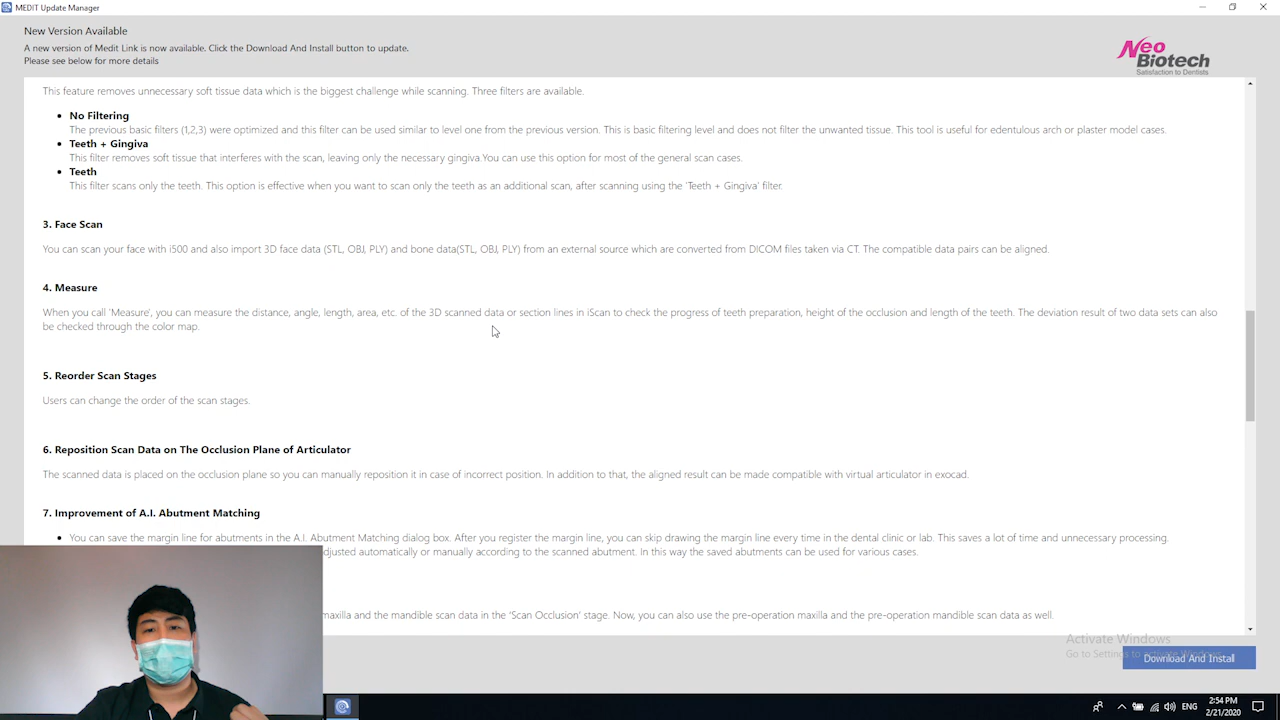 MEDIT Update Manager
New Version Available
A new version of Medit Link is now available. Click the Download And Install button to update.
Please see below for more details
Neo
Biotech
Satisfaction to Dentists
This feature removes unnecessary soft tissue data which is the biggest challenge while scanning. Three filters are available.
• No Filtering
The previous basic filters (1,2,3) were optimized and this filter can be used similar to level one from the previous version. This is basic filtering level and does not filter the unwanted tissue. This tool is useful for edentulous arch or plaster model cases.
• Teeth + Gingiva
This filter removes soft tissue that interferes with the scan, leaving only the necessary gingiva.You can use this option for most of the general scan cases.
• Teeth
This filter scans only the teeth. This option is effective when you want to scan only the teeth as an additional scan, after scanning using the 'Teeth + Gingiva' filter.
3. Face Scan
You can scan your face with i500 and also import 3D face data (STL, OBJ, PLY) and bone data(STL, OBJ, PLY) from an external source which are converted from DICOM files taken via CT. The compatible data pairs can be aligned.
4. Measure
When you call 'Measure', you can measure the distance, angle, length, area, etc. of the 3D scanned data or section lines in iScan to check the progress of teeth preparation, height of the occlusion and length of the teeth. The deviation result of two data sets can also
be checked through the color map.
5. Reorder Scan Stages
Users can change the order of the scan stages.
6. Reposition Scan Data on The Occlusion Plane of Articulator
The scanned data is placed on the occlusion plane so you can manually reposition it in case of incorrect position. In addition to that, the aligned result can be made compatible with virtual articulator in exocad.
7. Improvement of A.I. Abutment Matching
• You can save the margin line for abutments in the A.I. Abutment Matching dialog box. After you register the margin line, you can skip drawing the margin line every time in the dental clinic or lab. This saves a lot of time and unnecessary processing.
djusted automatically or manually according to the scanned abutment. In this way the saved abutments can be used for various cases.
maxilla and the mandible scan data in the 'Scan Occlusion' stage. Now, you can also use the pre-operation maxilla and the pre-operation mandible scan data as well.
Activate Windows
Go to Settings to activate Windows.
Download And Install
ENG
2:54 PM
2/21/2020